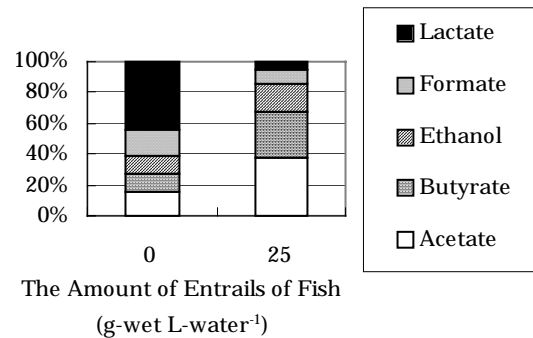 100%
80%
60%
40%
20%
0%
0 25
The Amount of Entrails of Fish
(g-wet L-water⁻¹)
Lactate
Formate
Ethanol
Butyrate
Acetate